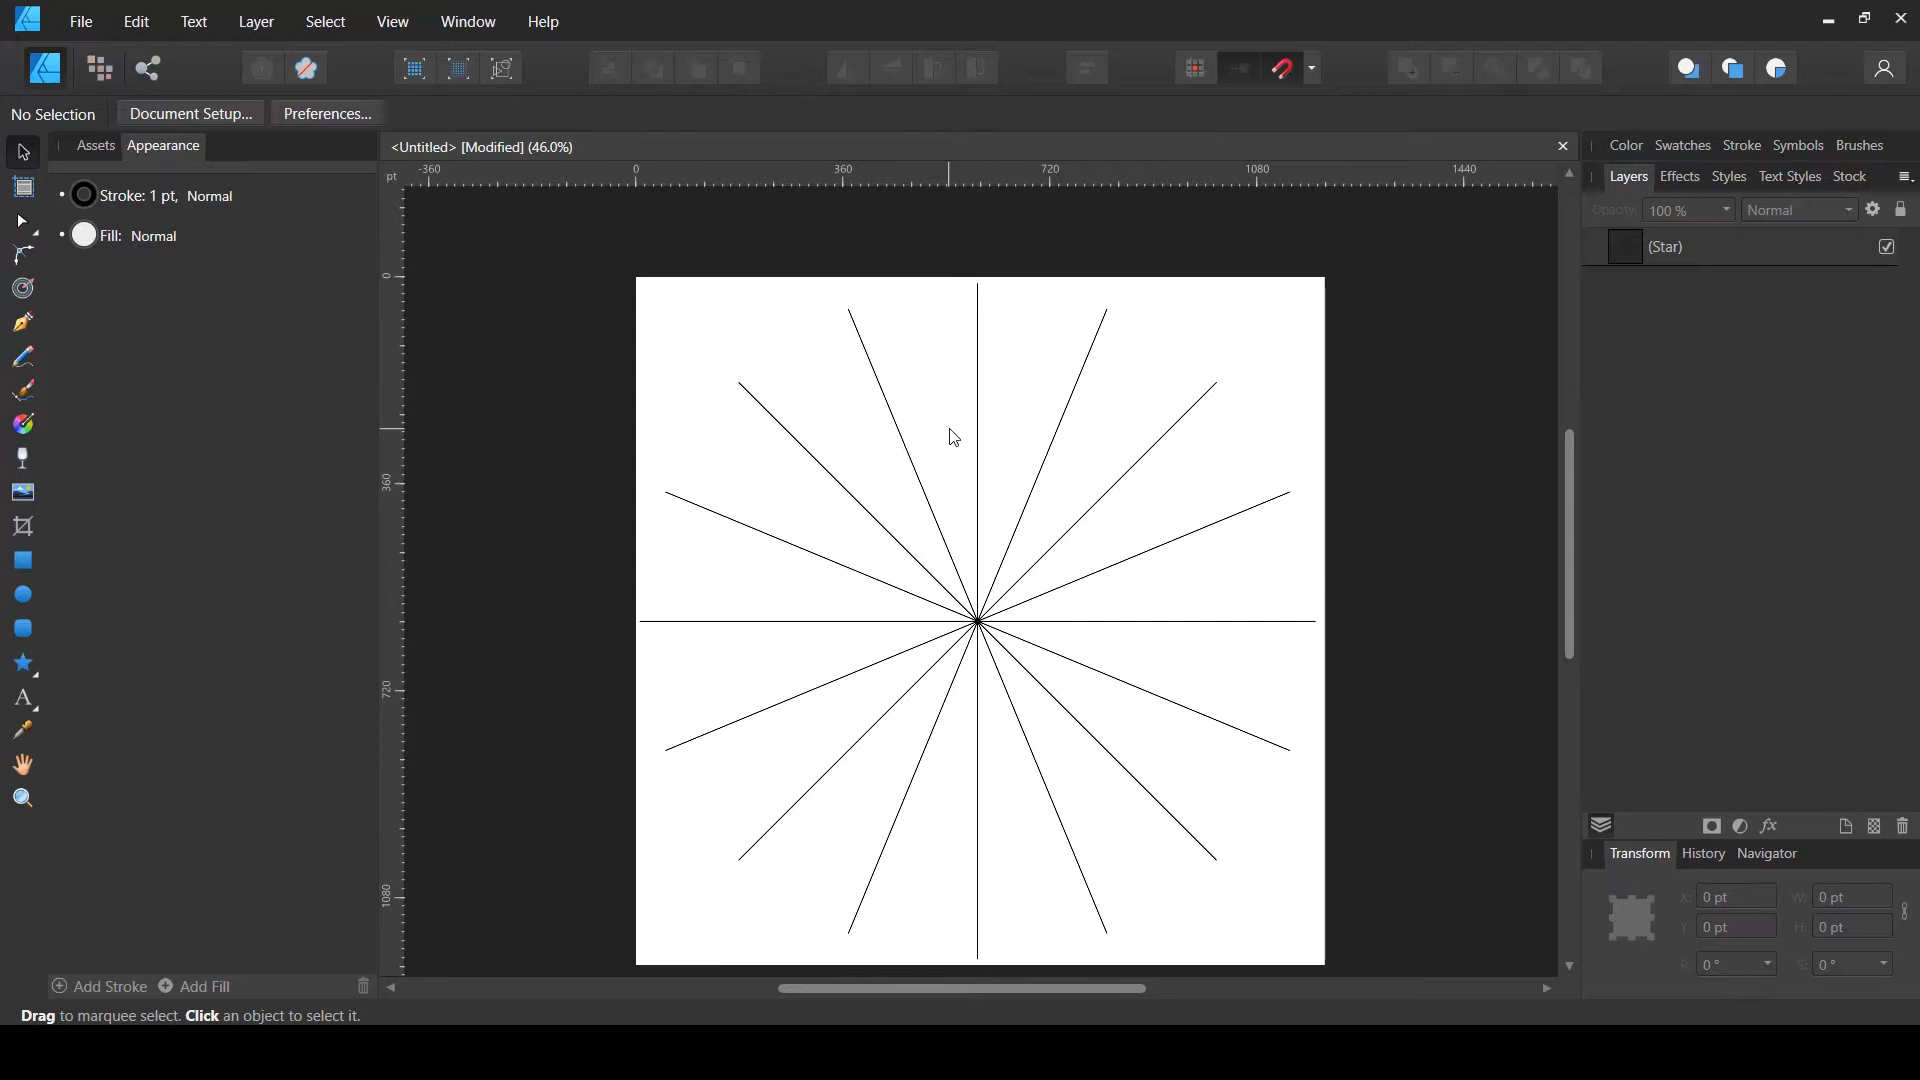 File Edit Text Layer Select View Window Help
No Selection Document Setup... Preferences...
Assets Appearance
<Untitled> [Modified] (46.0%)
Color Swatches Stroke Symbols Brushes
pt -360 0 360 720 1080 1440
Layers Effects Styles Text Styles Stock
Stroke: 1 pt, Normal
Opacity: 100 % Normal
Fill: Normal
(Star)
0
360
720
1080
Transform History Navigator
X: 0 pt W: 0 pt
Y: 0 pt H: 0 pt
R: 0 ° S: 0 °
Add Stroke Add Fill
Drag to marquee select. Click an object to select it.